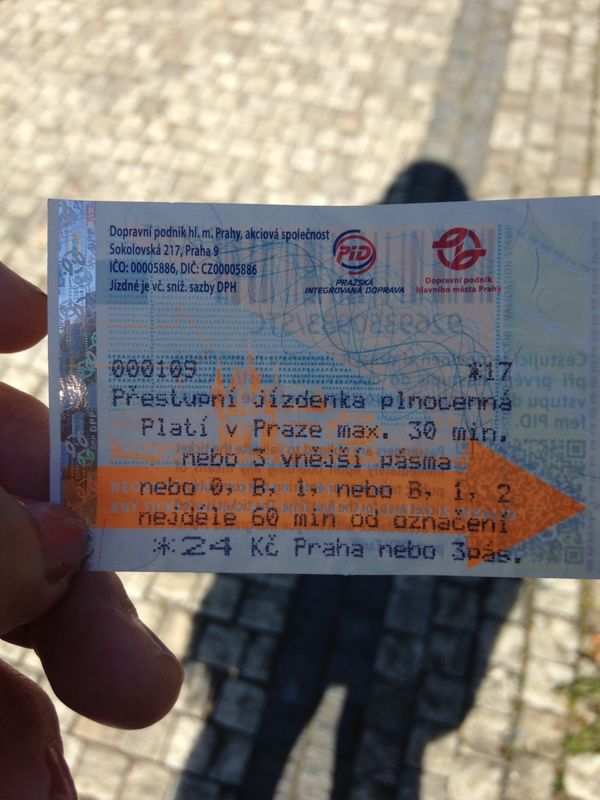 Dopravní podnik hl. m. Prahy, akciová společnost
Sokolovská 217, Praha 9
IČO: 00005886, DIČ: CZ00005886
Jízdné je vč. sníž. sazby DPH
PID
PRAŽSKÁ
INTEGROVANÁ DOPRAVA
Dopravní podnik
hlavního města Prahy
000109 *17
Přestupní jízdenka plnocenná
Platí v Praze max. 30 min.
nebo 3 vnější pásma
nebo 0, B, 1, nebo B, 1, 2
nejdéle 60 min od označení
*24 Kč Praha nebo 3pás.